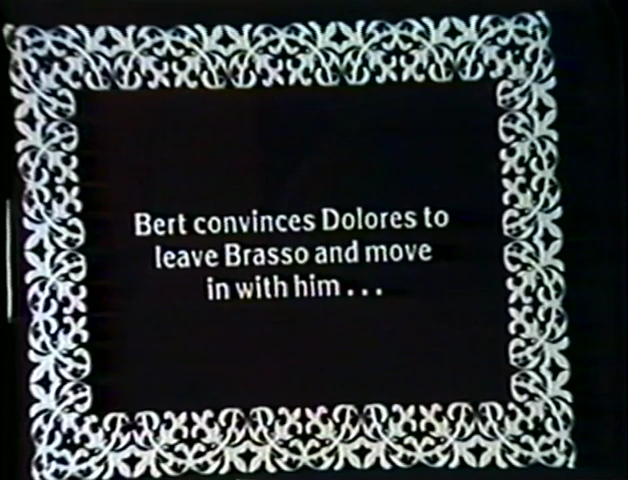 Bert convinces Dolores to
leave Brasso and move
in with him . . .